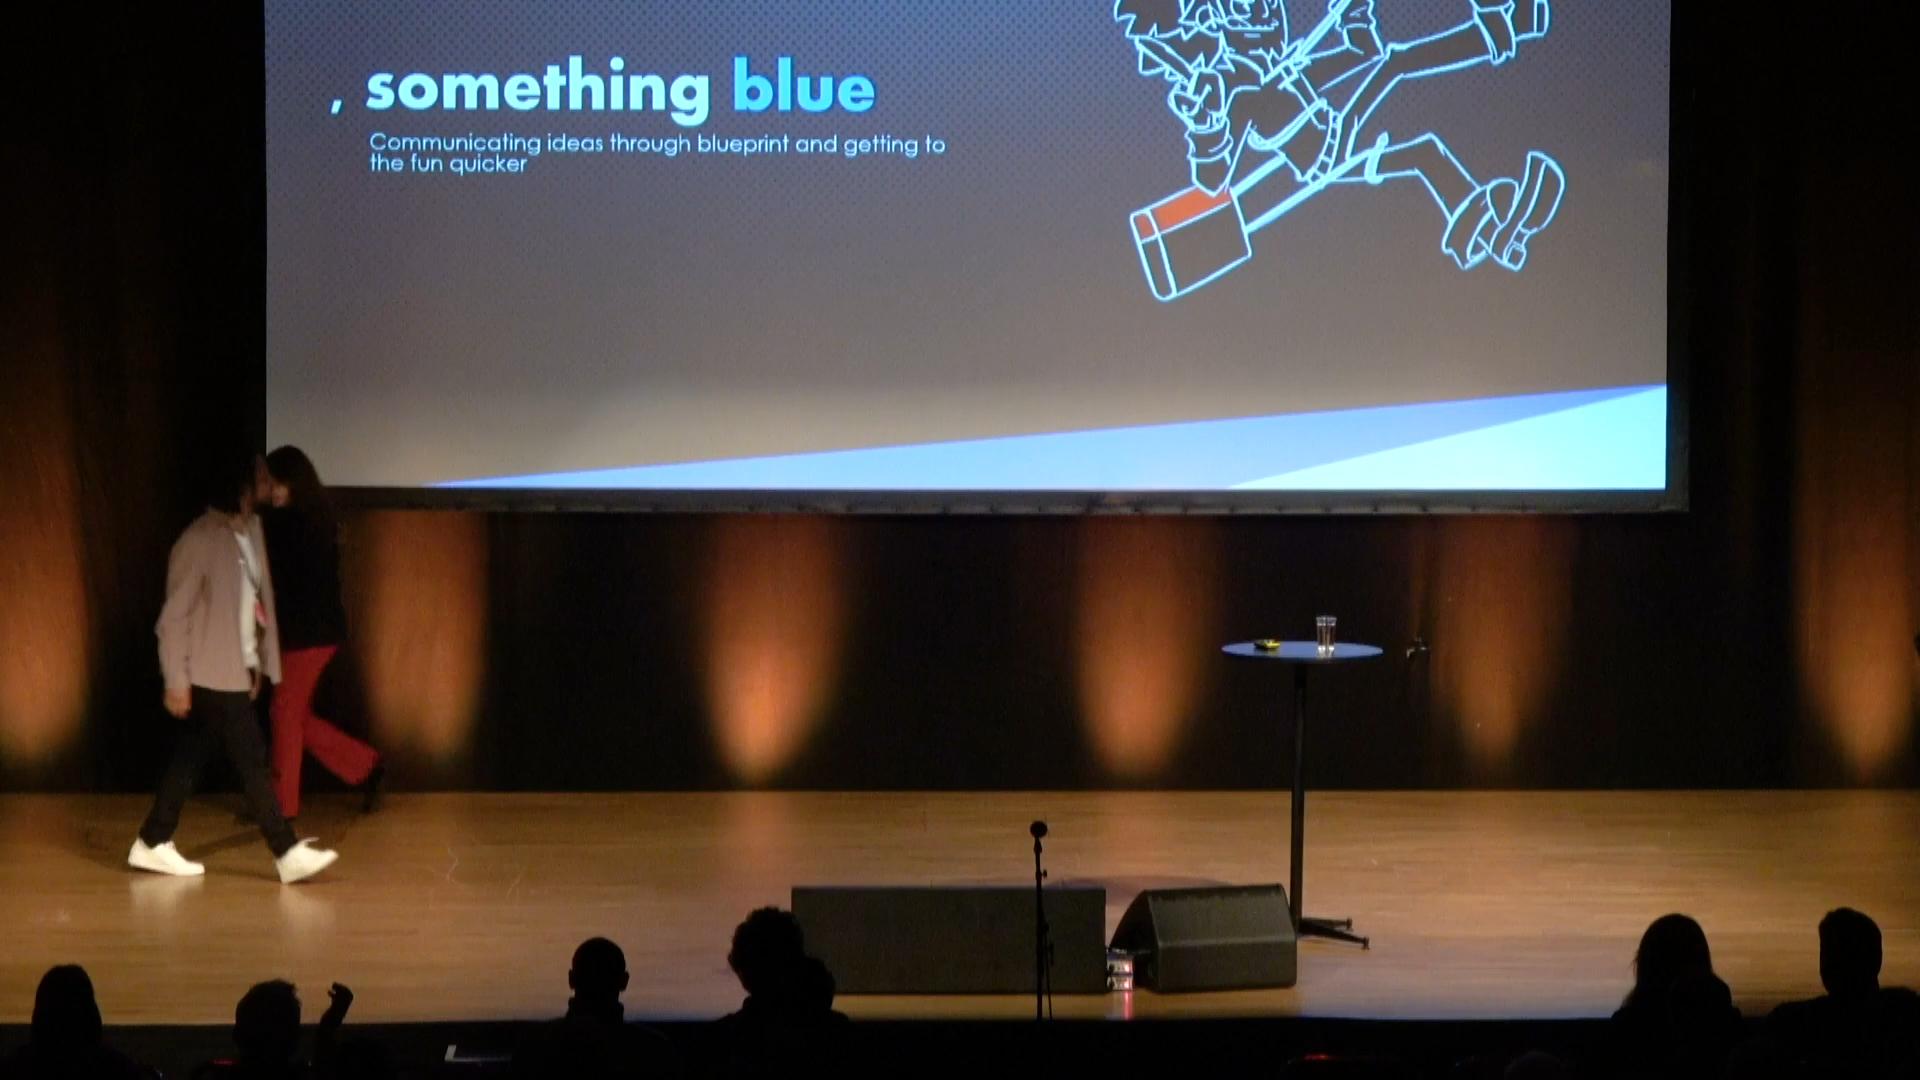 , something blue
Communicating ideas through blueprint and getting to
the fun quicker